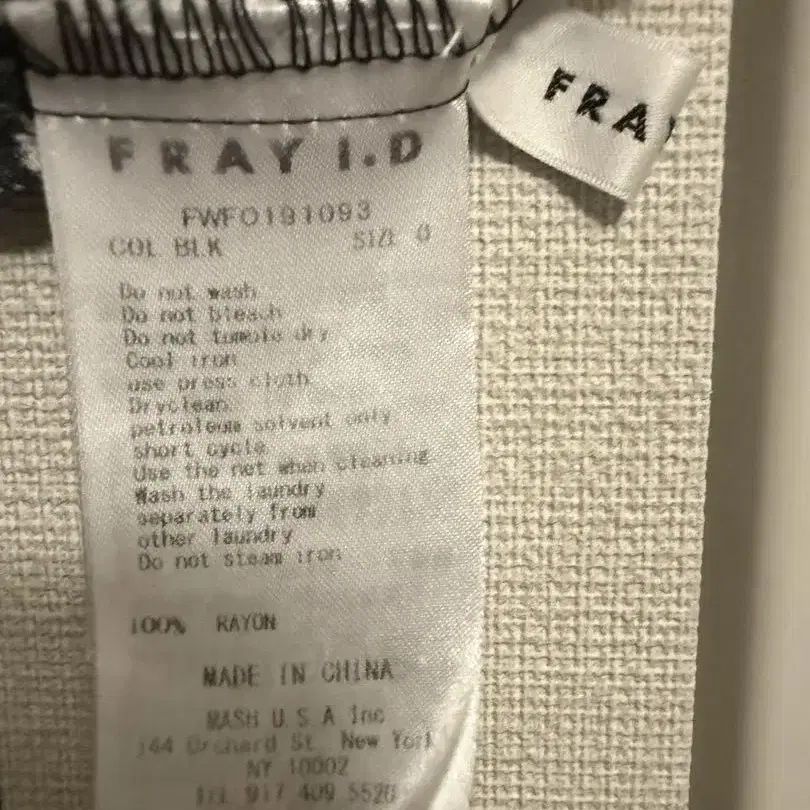 FRAY I.D
FRA
FWFO191093
COL BLK SIZE 0
Do not wash
Do not bleach
Do not tumble dry
Cool iron
use press cloth
Dryclean
petroleum solvent only
short cycle
Use the net when cleaning
Wash the laundry
separately from
other laundry
Do not steam iron
100% RAYON
MADE IN CHINA
MASH U.S.A Inc
144 Orchard St. New York
NY 10002
TEL 917 409 5526